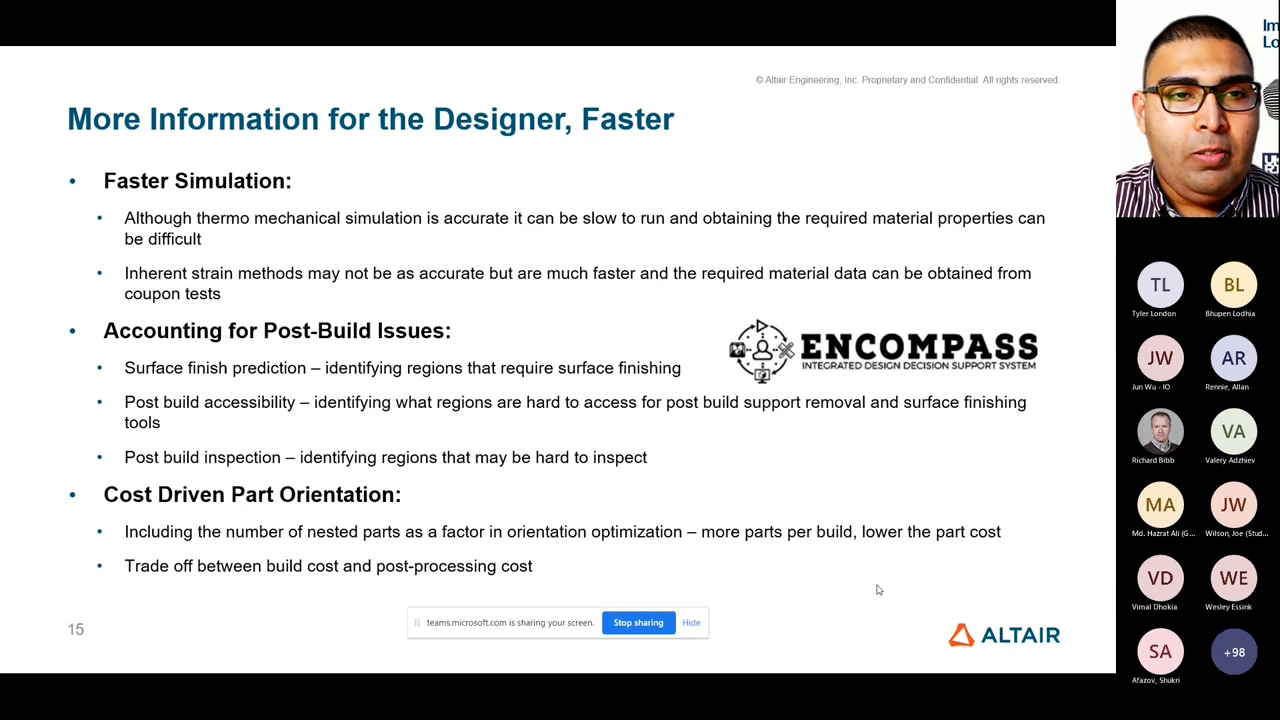 © Altair Engineering, Inc. Proprietary and Confidential. All rights reserved.
More Information for the Designer, Faster
• Faster Simulation:
• Although thermo mechanical simulation is accurate it can be slow to run and obtaining the required material properties can
be difficult
• Inherent strain methods may not be as accurate but are much faster and the required material data can be obtained from
coupon tests
• Accounting for Post-Build Issues:
ENCOMPASS
INTEGRATED DESIGN DECISION SUPPORT SYSTEM
• Surface finish prediction – identifying regions that require surface finishing
• Post build accessibility – identifying what regions are hard to access for post build support removal and surface finishing
tools
• Post build inspection – identifying regions that may be hard to inspect
• Cost Driven Part Orientation:
• Including the number of nested parts as a factor in orientation optimization – more parts per build, lower the part cost
• Trade off between build cost and post-processing cost
15
teams.microsoft.com is sharing your screen.
Stop sharing
Hide
ALTAIR
Im
Lo
TL
Tyler London
BL
Bhupen Lodhia
JW
Jun Wu - IO
AR
Rennie, Allan
Richard Bibb
VA
Valery Adzhiev
MA
Md. Hazrat Ali (G...
JW
Wilson, Joe (Stud...
VD
Vimal Dhokia
WE
Wesley Essink
SA
Afazov, Shukri
+98